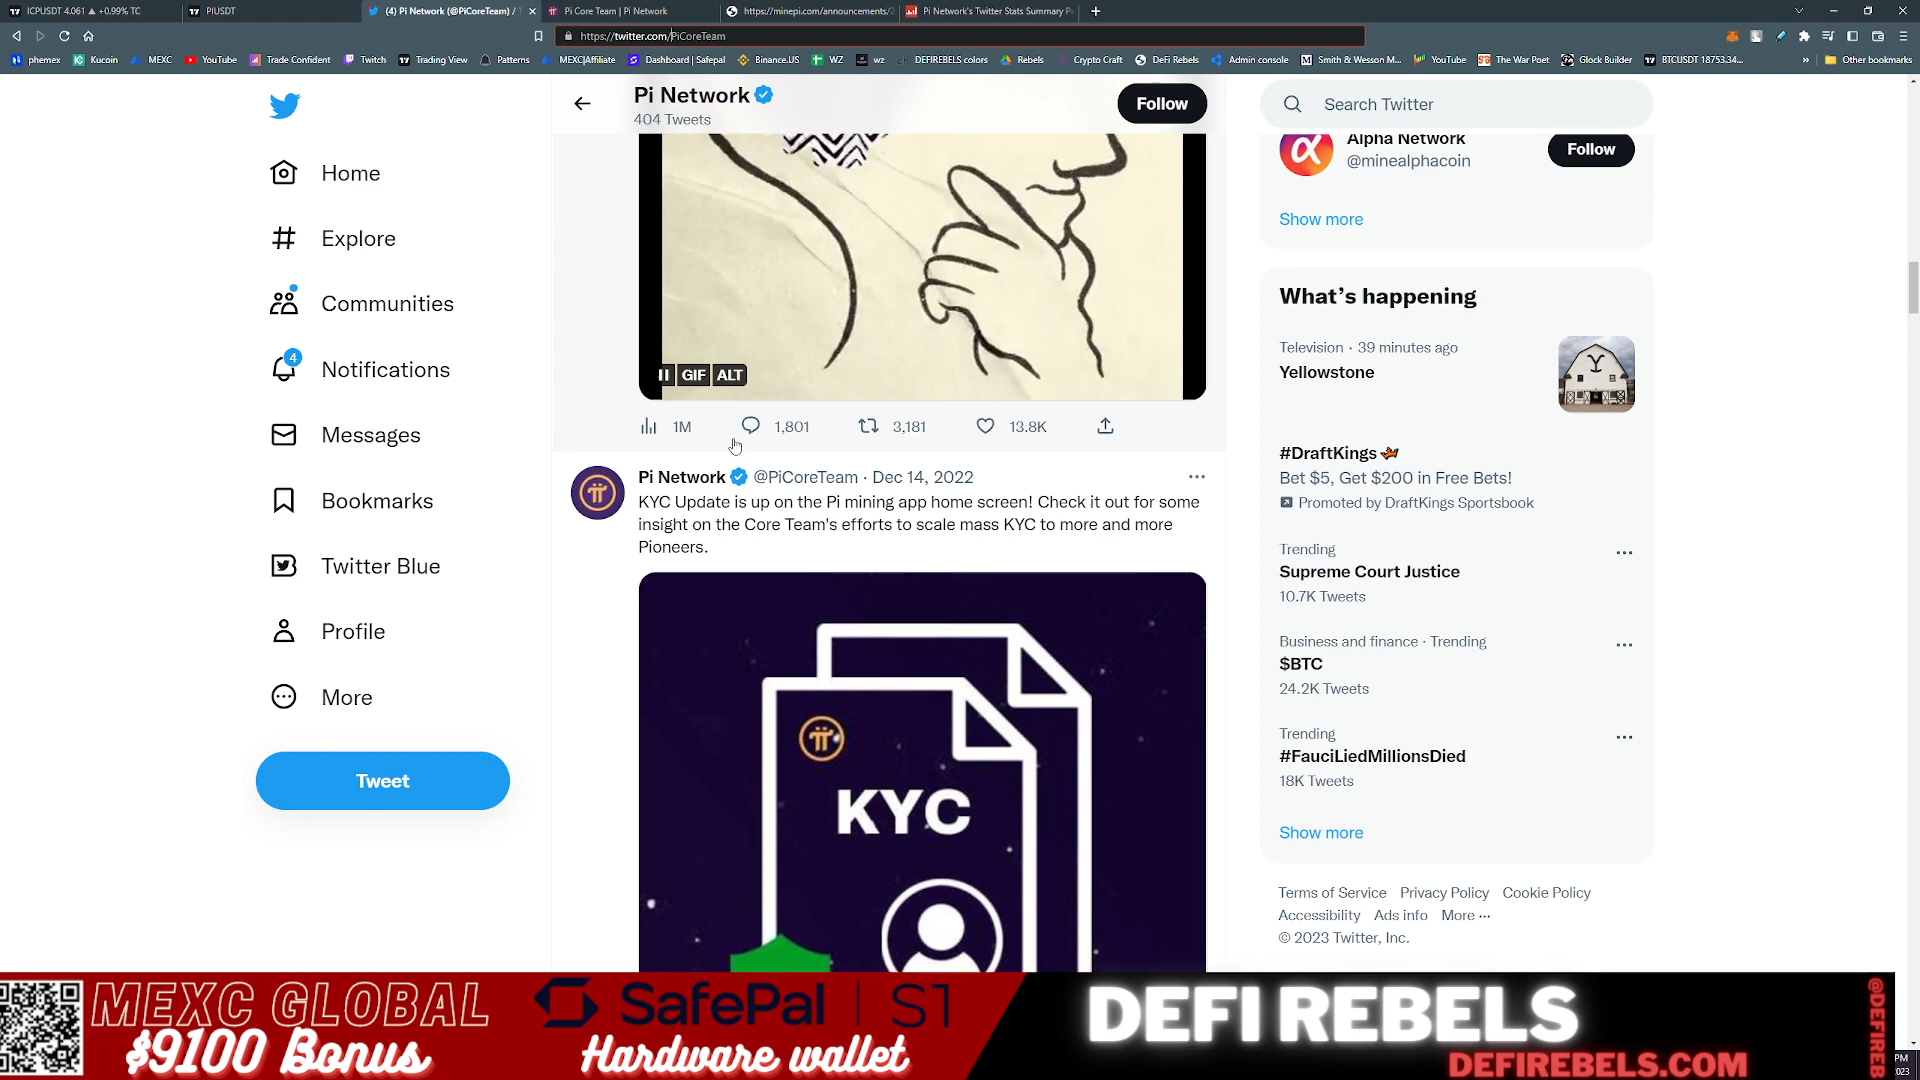 ICPUSDT 4.061 ▲ +0.99% TC
PIUSDT
(4) Pi Network (@PiCoreTeam) / T
Pi Core Team | Pi Network
https://minepi.com/announcements/2
Pi Network's Twitter Stats Summary P
https://twitter.com/PiCoreTeam
phemex
Kucoin
MEXC
YouTube
Trade Confident
Twitch
Trading View
Patterns
MEXC|Affiliate
Dashboard | Safepal
Binance.US
WZ
wz
DEFIREBELS colors
Rebels
Crypto Craft
DeFi Rebels
Admin console
Smith & Wesson M...
YouTube
The War Poet
Glock Builder
BTCUSDT 18753.34...
»
Other bookmarks
Home
Explore
Communities
4
Notifications
Messages
Bookmarks
Twitter Blue
Profile
More
Tweet
Pi Network
404 Tweets
Follow
GIF
ALT
1M
1,801
3,181
13.8K
Pi Network @PiCoreTeam · Dec 14, 2022
KYC Update is up on the Pi mining app home screen! Check it out for some
insight on the Core Team's efforts to scale mass KYC to more and more
Pioneers.
KYC
Search Twitter
Alpha Network
@minealphacoin
Follow
Show more
What's happening
Television · 39 minutes ago
Yellowstone
#DraftKings
Bet $5, Get $200 in Free Bets!
Promoted by DraftKings Sportsbook
Trending
Supreme Court Justice
10.7K Tweets
Business and finance · Trending
$BTC
24.2K Tweets
Trending
#FauciLiedMillionsDied
18K Tweets
Show more
Terms of Service Privacy Policy Cookie Policy
Accessibility Ads info More ···
© 2023 Twitter, Inc.
MEXC GLOBAL
$9100 Bonus
SafePal | S1
Hardware wallet
DEFI REBELS
DEFIREBELS.COM
@DEFIREB
PM
2023